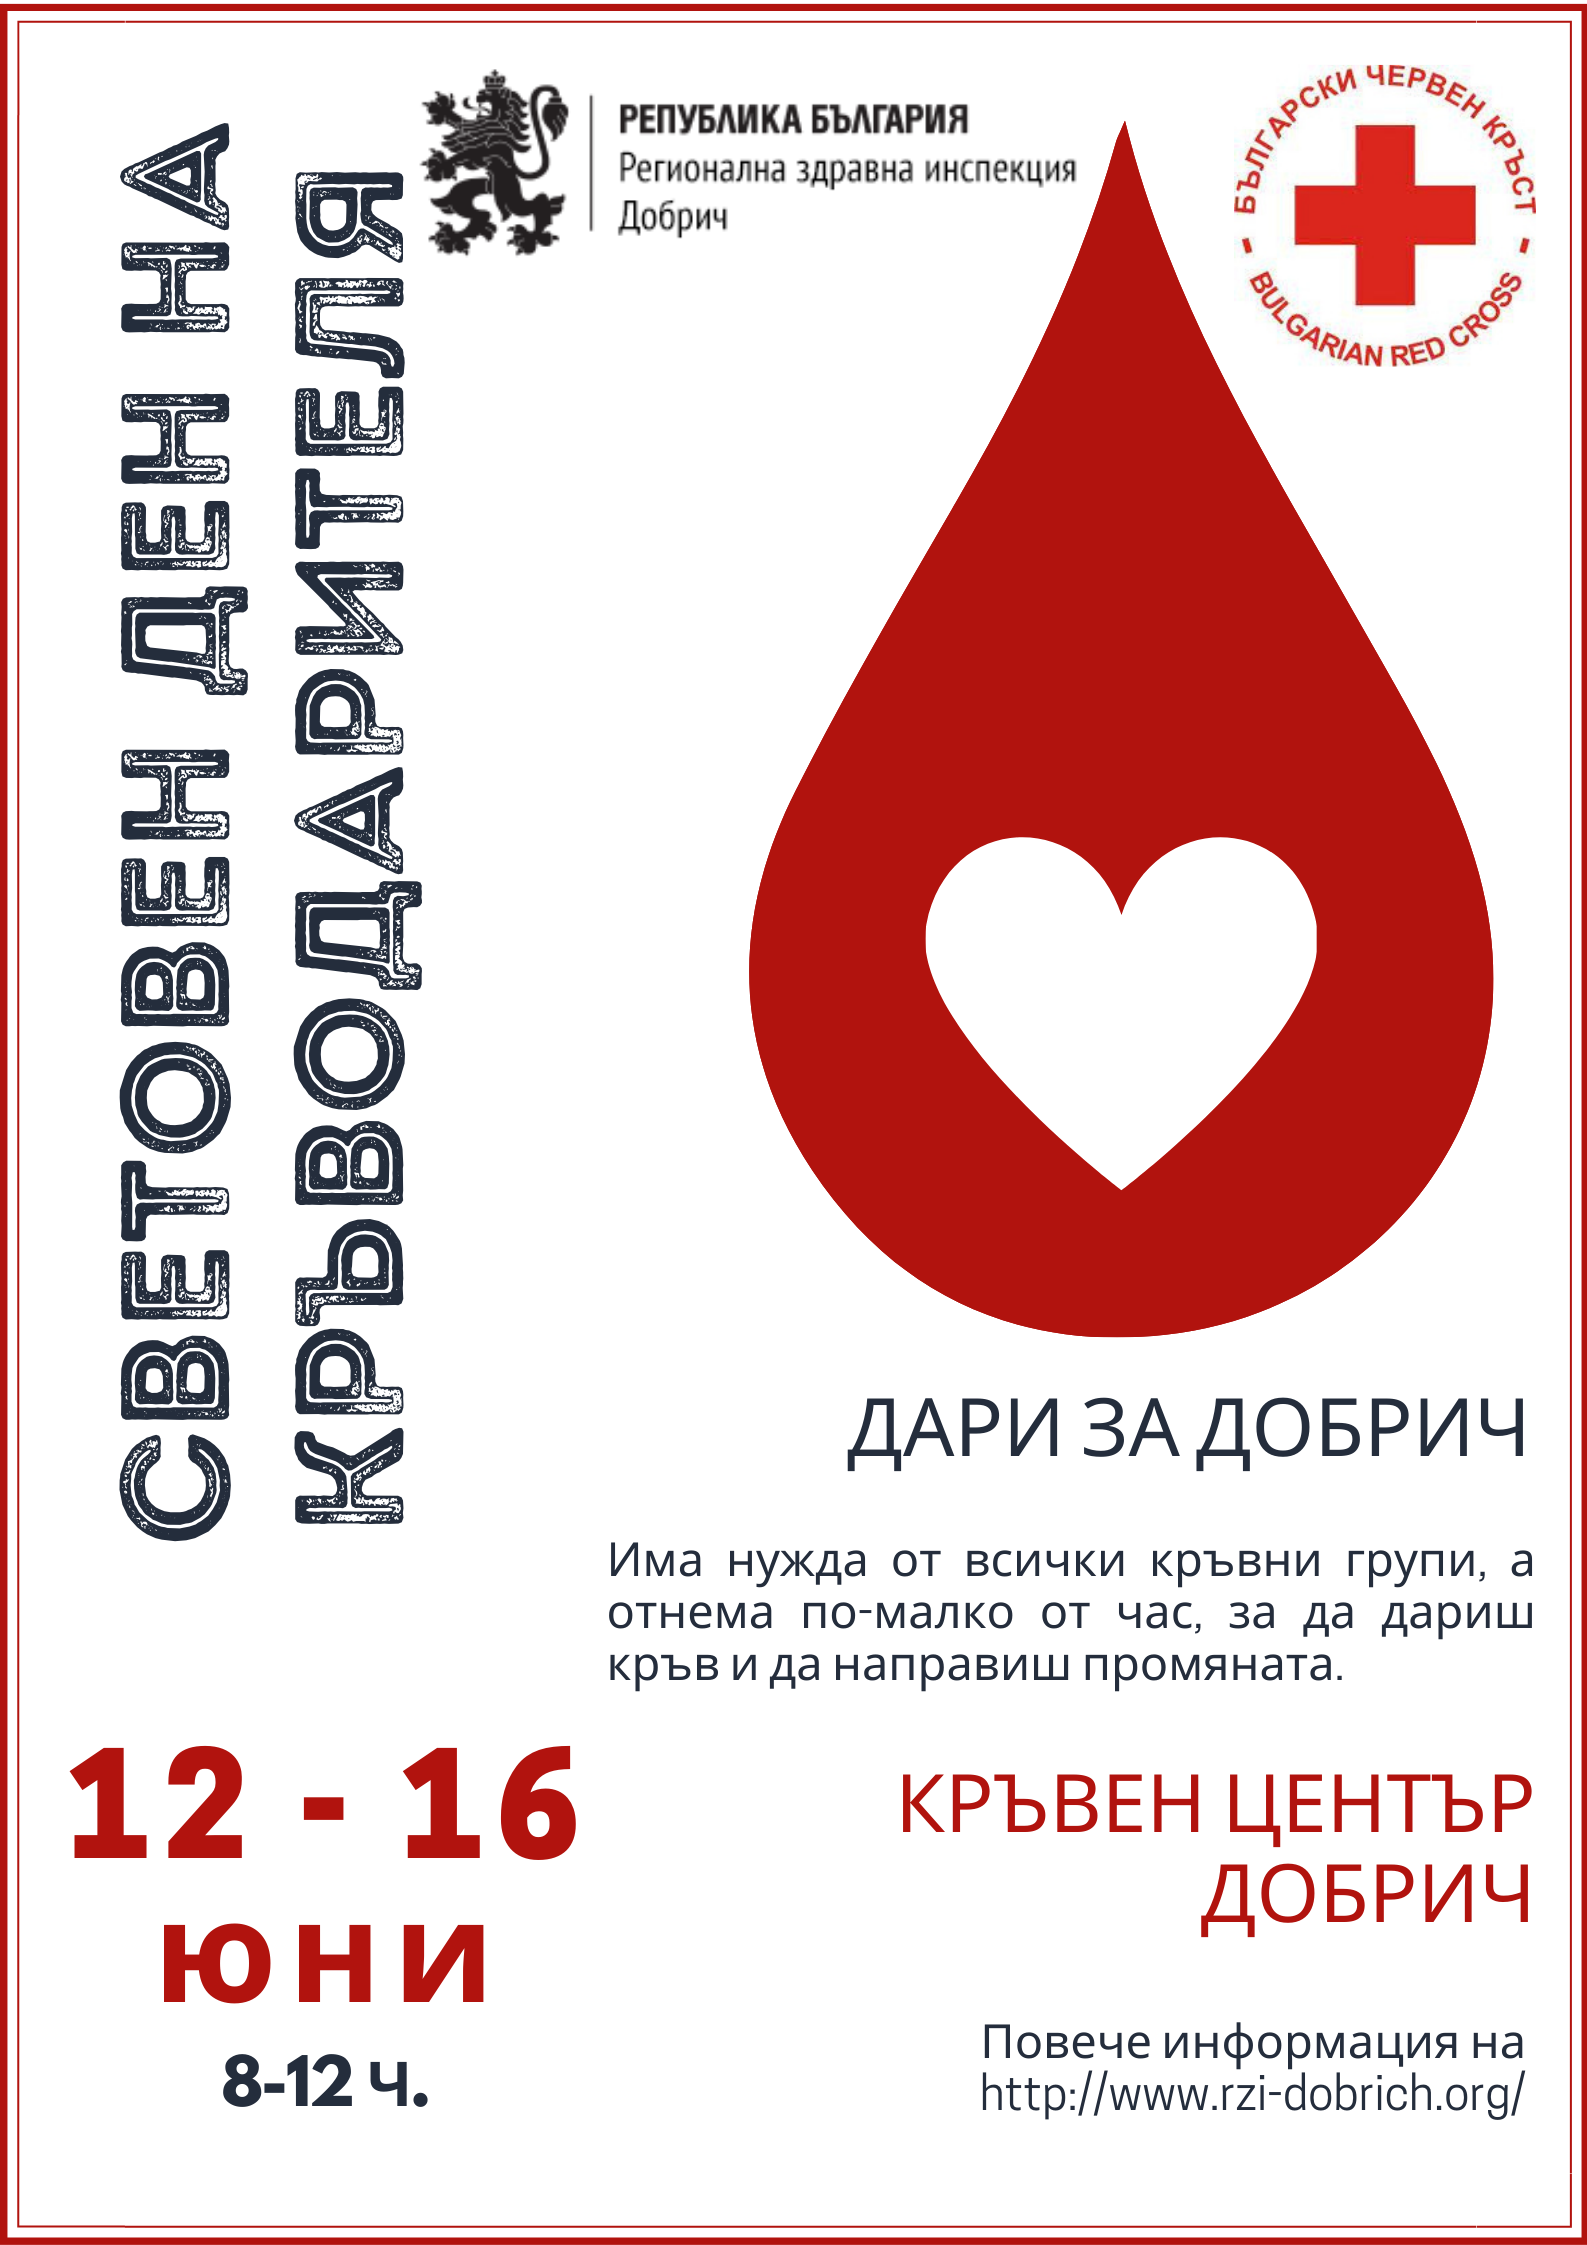 СВЕТОВЕН ДЕН НА
КРЪВОДАРИТЕЛЯ
РЕПУБЛИКА БЪЛГАРИЯ
Регионална здравна инспекция
Добрич
БЪЛГАРСКИ ЧЕРВЕН КРЪСТ
- -
BULGARIAN RED CROSS
ДАРИ ЗА ДОБРИЧ
Има нужда от всички кръвни групи, а
отнема по-малко от час, за да дариш
кръв и да направиш промяната.
12 - 16
юни
8-12 ч.
КРЪВЕН ЦЕНТЪР
ДОБРИЧ
Повече информация на
http://www.rzi-dobrich.org/